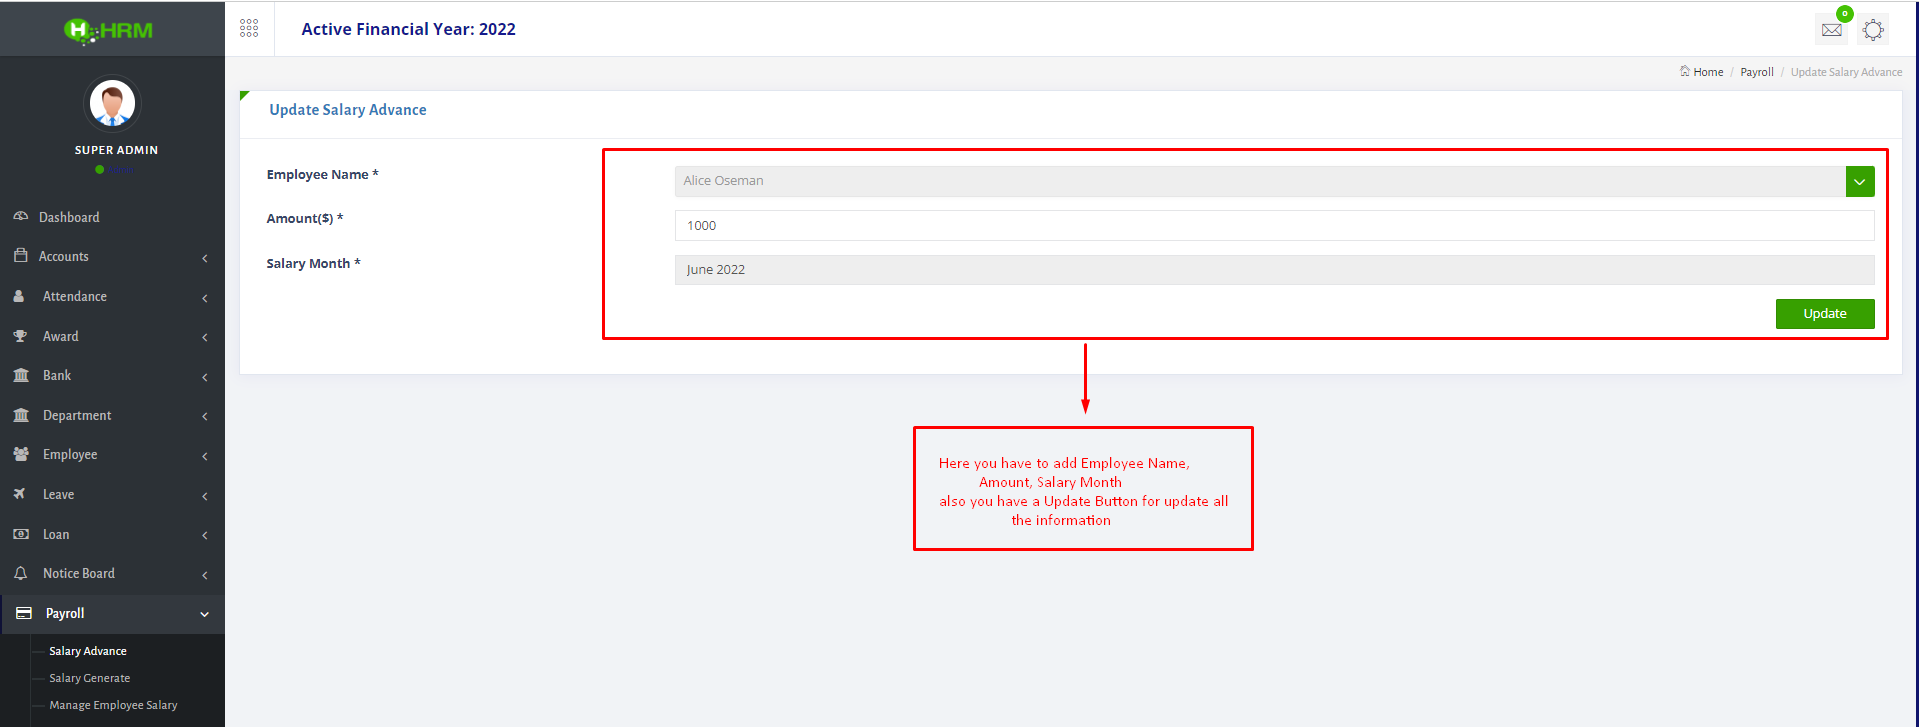 H HRM
Active Financial Year: 2022
0
Home / Payroll / Update Salary Advance
SUPER ADMIN
Update Salary Advance
Employee Name *
Alice Oseman
Amount($) *
1000
Salary Month *
June 2022
Update
Here you have to add Employee Name,
Amount, Salary Month
also you have a Update Button for update all
the information
Dashboard
Accounts
Attendance
Award
Bank
Department
Employee
Leave
Loan
Notice Board
Payroll
Salary Advance
Salary Generate
Manage Employee Salary